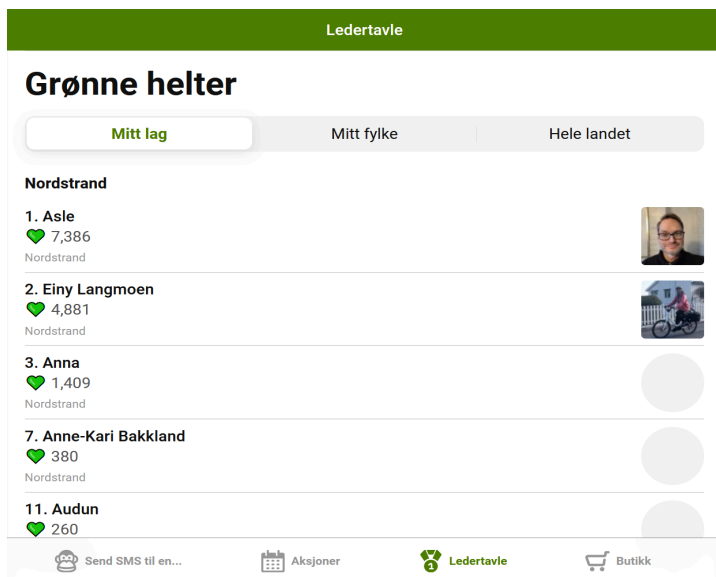 Ledertavle
Grønne helter
Mitt lag
Mitt fylke
Hele landet
Nordstrand
1. Asle
7,386
Nordstrand
2. Einy Langmoen
4,881
Nordstrand
3. Anna
1,409
Nordstrand
7. Anne-Kari Bakkland
380
Nordstrand
11. Audun
260
Send SMS til en...
Aksjoner
1
Ledertavle
Butikk